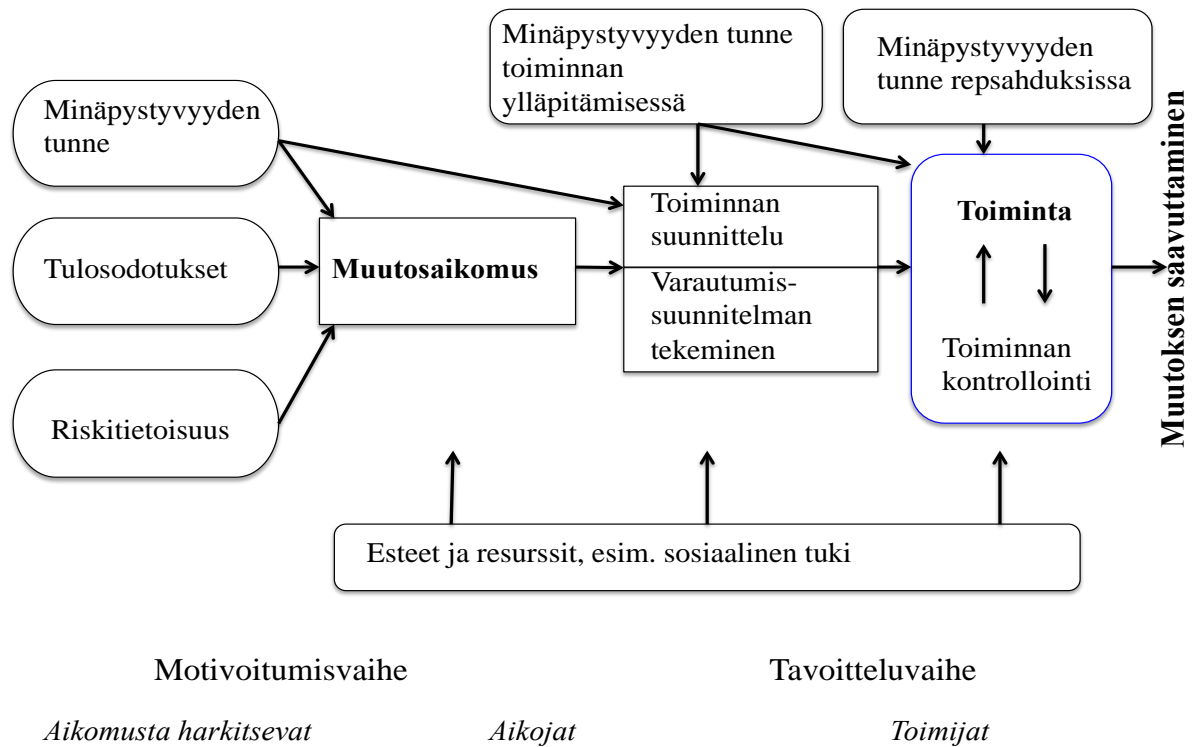 Minäpystyvyyden tunne
toiminnan
ylläpitämisessä
Minäpystyvyyden
tunne repsahduksissa
Minäpystyvyyden
tunne
Tulosodotukset
Riskitietoisuus
Muutosaikomus
Toiminnan
suunnittelu
Varautumis-
suunnitelman
tekeminen
Toiminta
Toiminnan
kontrollointi
Muutoksen saavuttaminen
Esteet ja resurssit, esim. sosiaalinen tuki
Motivoitumisvaihe
Tavoitteluvaihe
Aikomusta harkitsevat
Aikojat
Toimijat